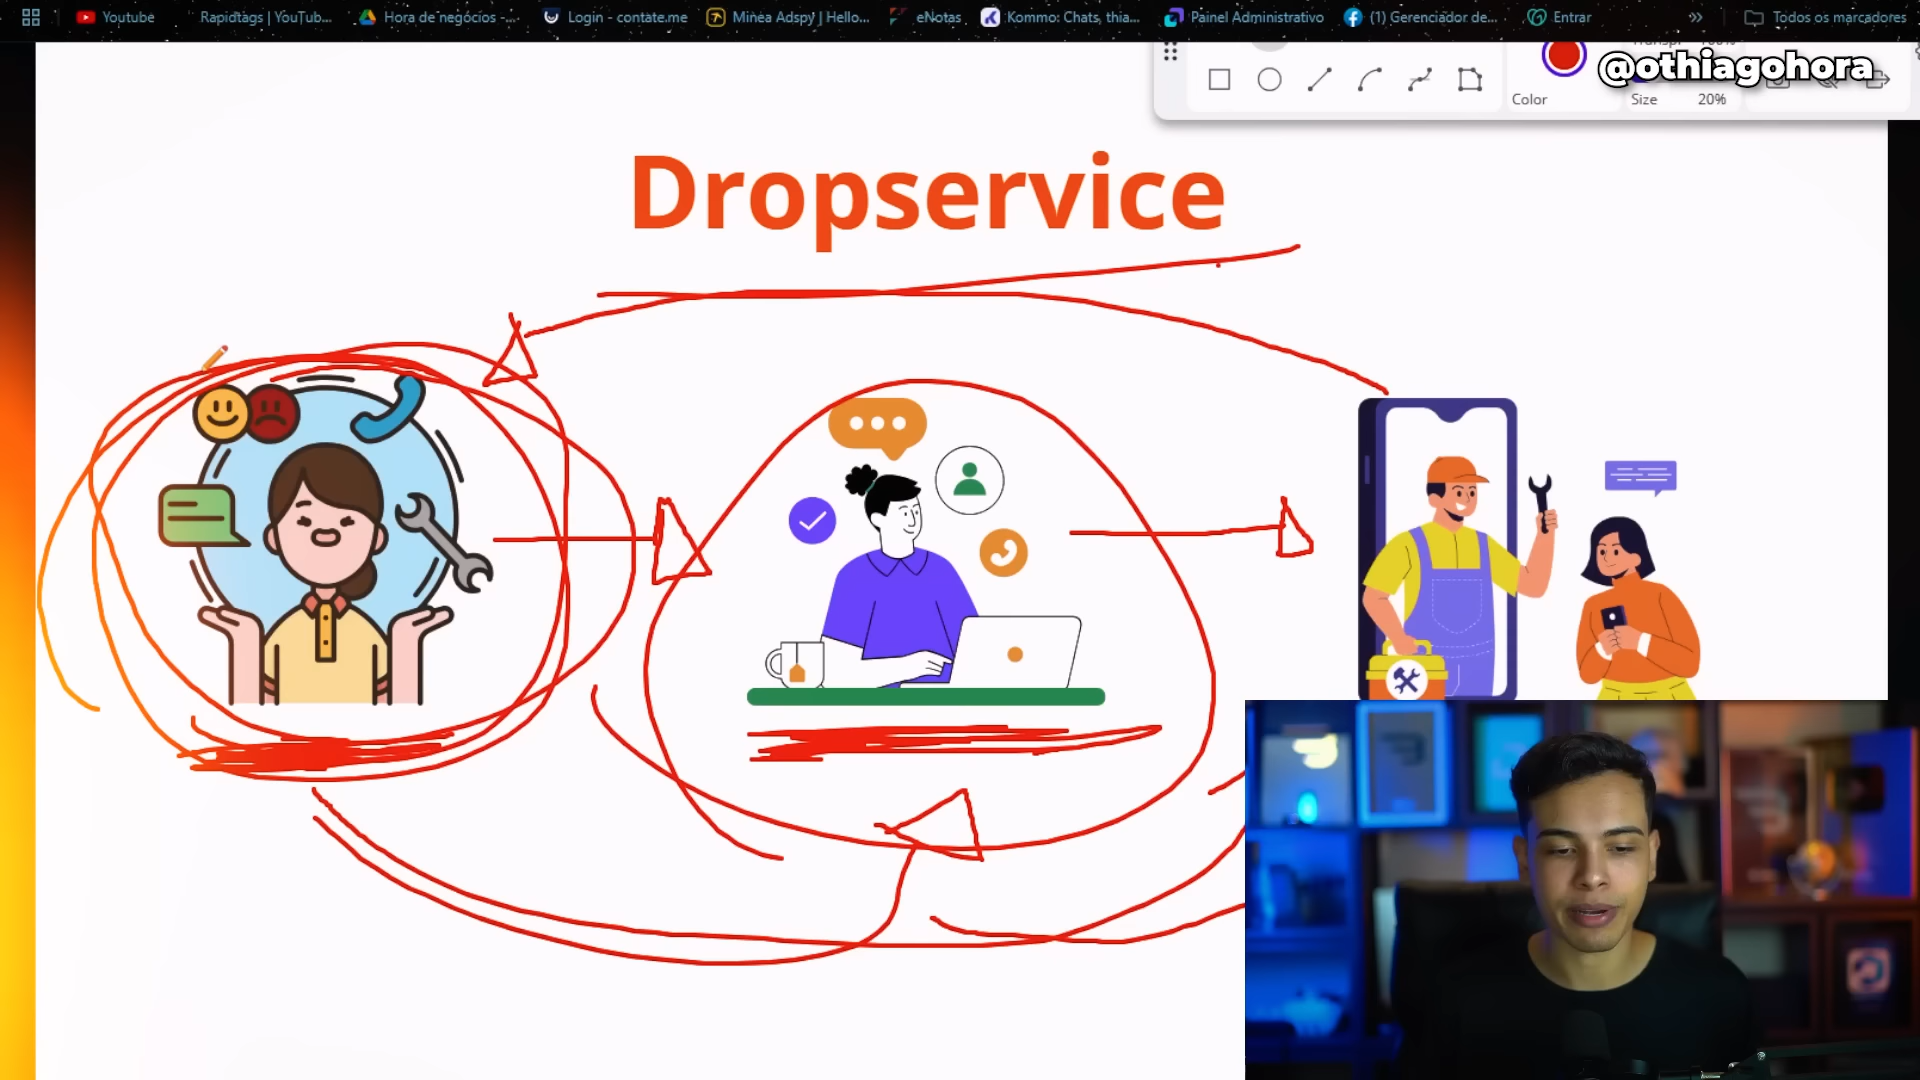 Youtube
Rapidtags | YouTub...
Hora de negócios -...
Login - contate.me
Minea Adspy | Hello...
eNotas
Kommo: Chats, thia...
Painel Administrativo
(1) Gerenciador de...
Entrar
»
Todos os marcadores
@othiagohora
Color
Size
20%
Dropservice